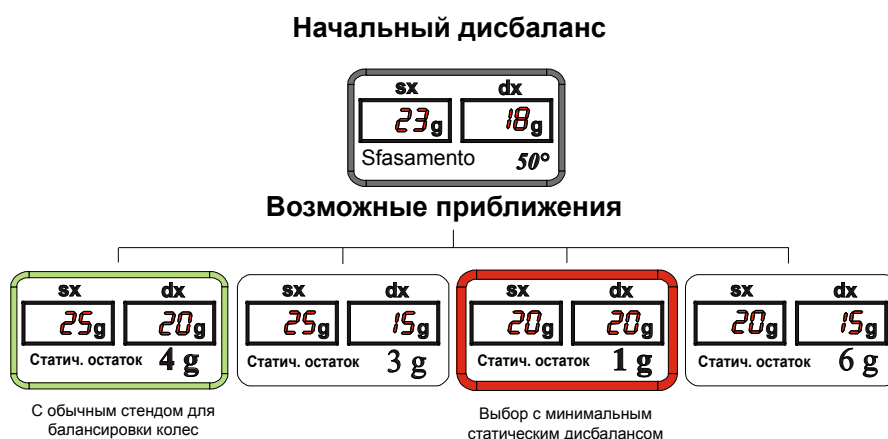 Начальный дисбаланс
sx dx
23g 18g
Sfasamento 50°
Возможные приближения
sx dx
25g 20g
Статич. остаток 4 g
sx dx
25g 15g
Статич. остаток 3 g
sx dx
20g 20g
Статич. остаток 1 g
sx dx
20g 15g
Статич. остаток 6 g
С обычным стендом для
балансировки колес
Выбор с минимальным
статическим дисбалансом